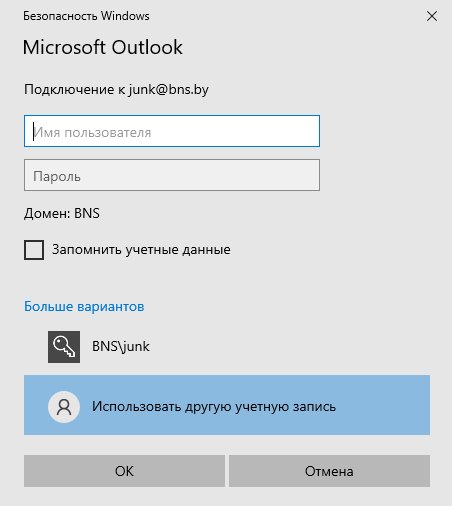 Безопасность Windows
Microsoft Outlook
Подключение к junk@bns.by
Имя пользователя
Пароль
Домен: BNS
Запомнить учетные данные
Больше вариантов
BNS\junk
Использовать другую учетную запись
ОК
Отмена